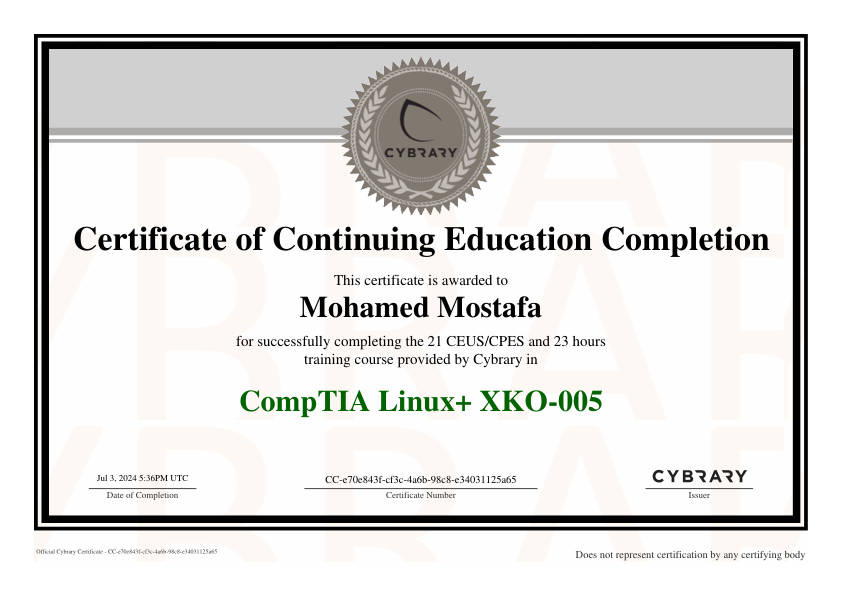 CYBRARY
Certificate of Continuing Education Completion
This certificate is awarded to
Mohamed Mostafa
for successfully completing the 21 CEUS/CPES and 23 hours
training course provided by Cybrary in
CompTIA Linux+ XKO-005
Jul 3, 2024 5:36PM UTC
Date of Completion
CC-e70e843f-cf3c-4a6b-98c8-e34031125a65
Certificate Number
CYBRARY
Issuer
Official Cybrary Certificate - CC-e70e843f-cf3c-4a6b-98c8-e34031125a65
Does not represent certification by any certifying body